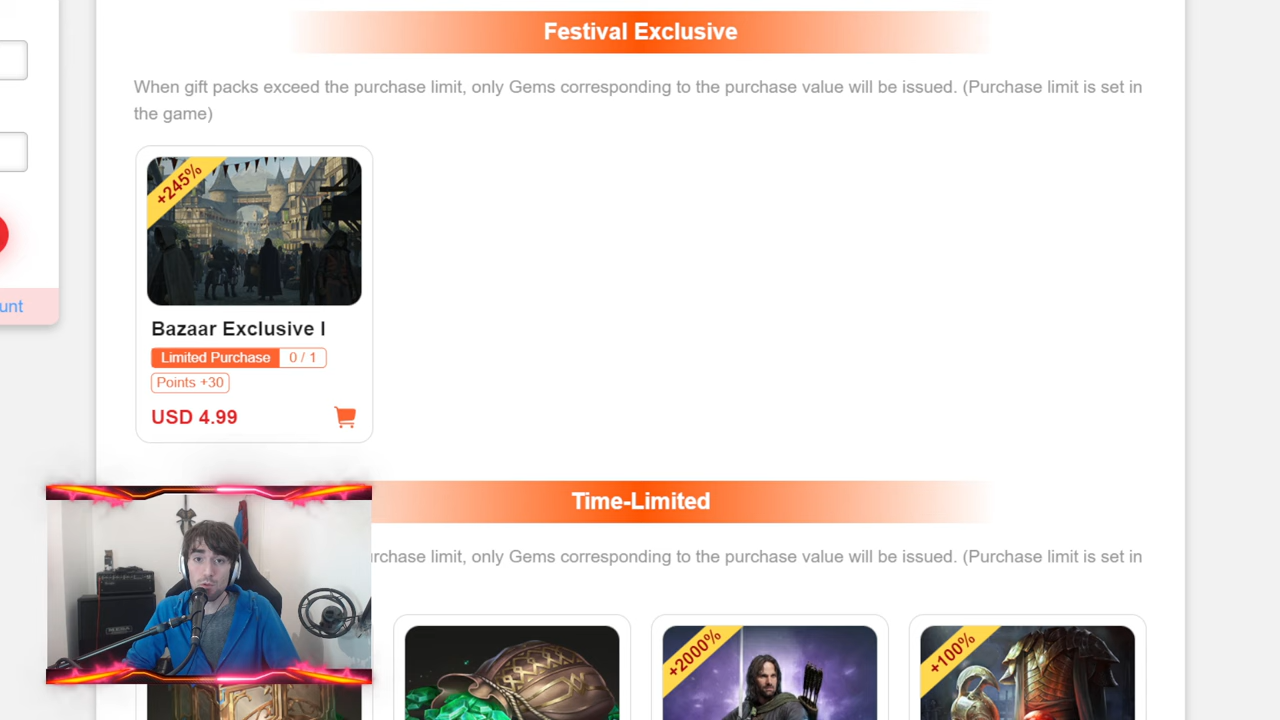 Festival Exclusive
When gift packs exceed the purchase limit, only Gems corresponding to the purchase value will be issued. (Purchase limit is set in
the game)
+245%
Bazaar Exclusive I
Limited Purchase 0 / 1
Points +30
USD 4.99
unt
Time-Limited
rchase limit, only Gems corresponding to the purchase value will be issued. (Purchase limit is set in
+2000%
+100%